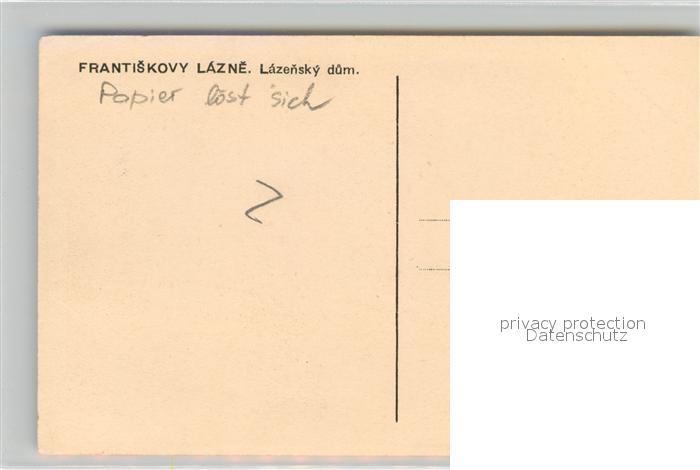 FRANTIŠKOVY LÁZNĚ. Lázeňský dům.
Papier löst sich
Z
privacy protection
Datenschutz